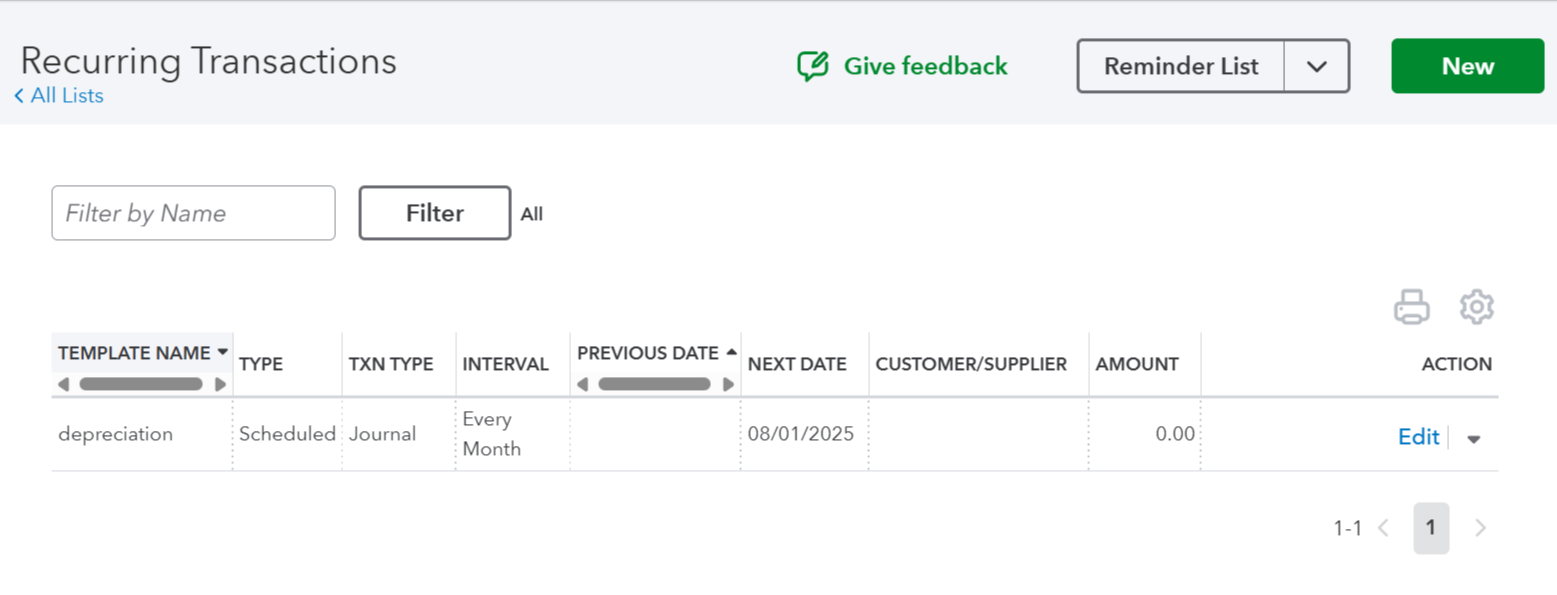 Recurring Transactions
All Lists
Give feedback
Reminder List
New
Filter by Name
Filter
All
TEMPLATE NAME
TYPE
TXN TYPE
INTERVAL
PREVIOUS DATE
NEXT DATE
CUSTOMER/SUPPLIER
AMOUNT
ACTION
depreciation
Scheduled
Journal
Every
Month
08/01/2025
0.00
Edit
1-1
1